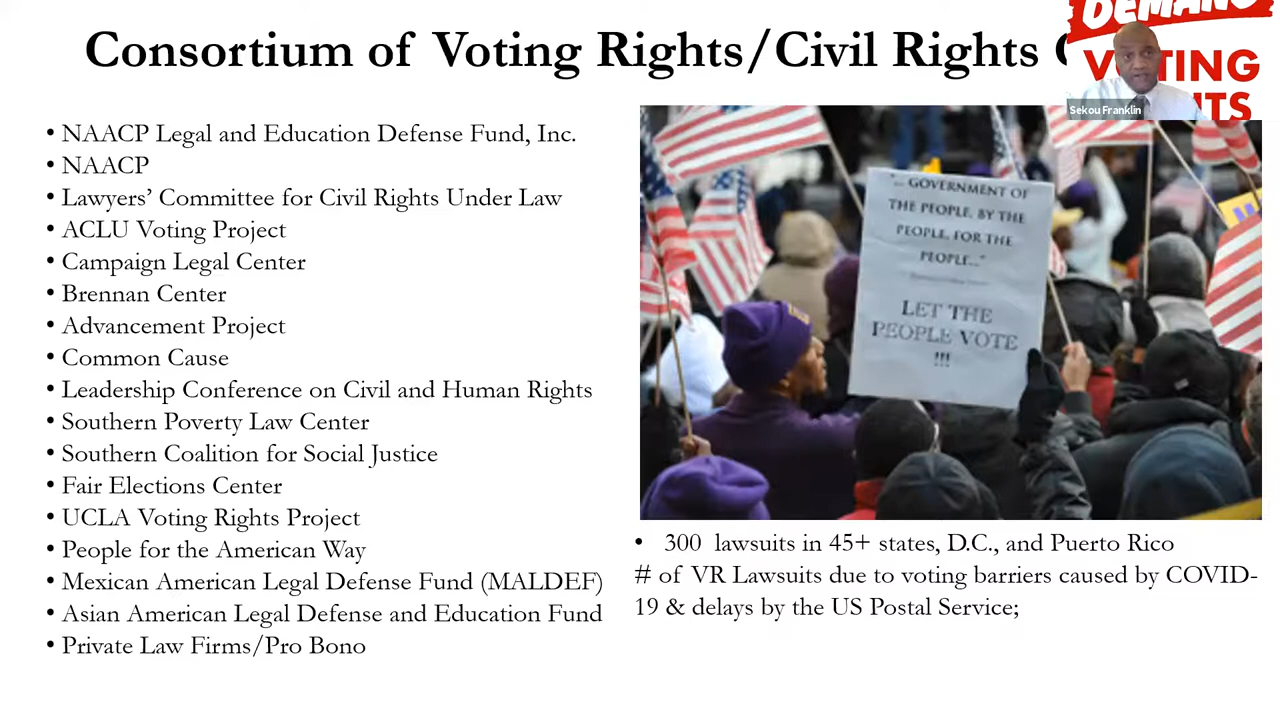 Consortium of Voting Rights/Civil Rights
DEMAND
VOTING
Sekou Franklin
• NAACP Legal and Education Defense Fund, Inc.
• NAACP
• Lawyers' Committee for Civil Rights Under Law
• ACLU Voting Project
• Campaign Legal Center
• Brennan Center
• Advancement Project
• Common Cause
• Leadership Conference on Civil and Human Rights
• Southern Poverty Law Center
• Southern Coalition for Social Justice
• Fair Elections Center
• UCLA Voting Rights Project
• People for the American Way
• Mexican American Legal Defense Fund (MALDEF)
• Asian American Legal Defense and Education Fund
• Private Law Firms/Pro Bono
"... GOVERNMENT OF
THE PEOPLE, BY THE
PEOPLE, FOR THE
PEOPLE..."
LET THE
PEOPLE VOTE
!!!
• 300 lawsuits in 45+ states, D.C., and Puerto Rico
# of VR Lawsuits due to voting barriers caused by COVID-
19 & delays by the US Postal Service;